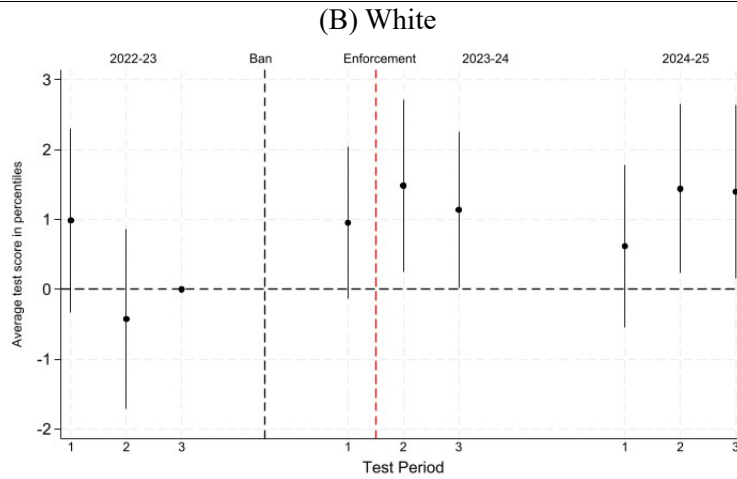 (B) White
2022-23 Ban Enforcement 2023-24 2024-25
Average test score in percentiles
3
2
1
0
-1
-2
1 2 3 1 2 3 1 2 3
Test Period